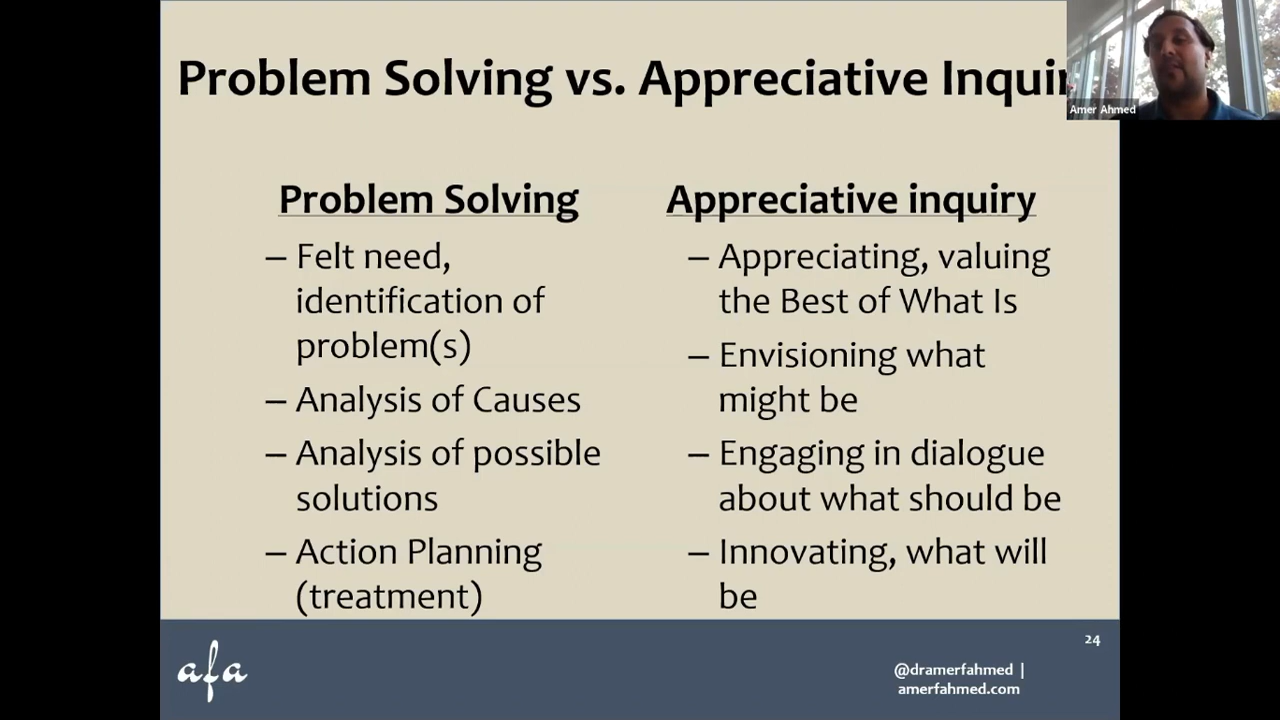 Problem Solving vs. Appreciative Inquir
Amer Ahmed
Problem Solving
– Felt need,
identification of
problem(s)
– Analysis of Causes
– Analysis of possible
solutions
– Action Planning
(treatment)
Appreciative inquiry
– Appreciating, valuing
the Best of What Is
– Envisioning what
might be
– Engaging in dialogue
about what should be
– Innovating, what will
be
24
afa
@dramerfahmed |
amerfahmed.com